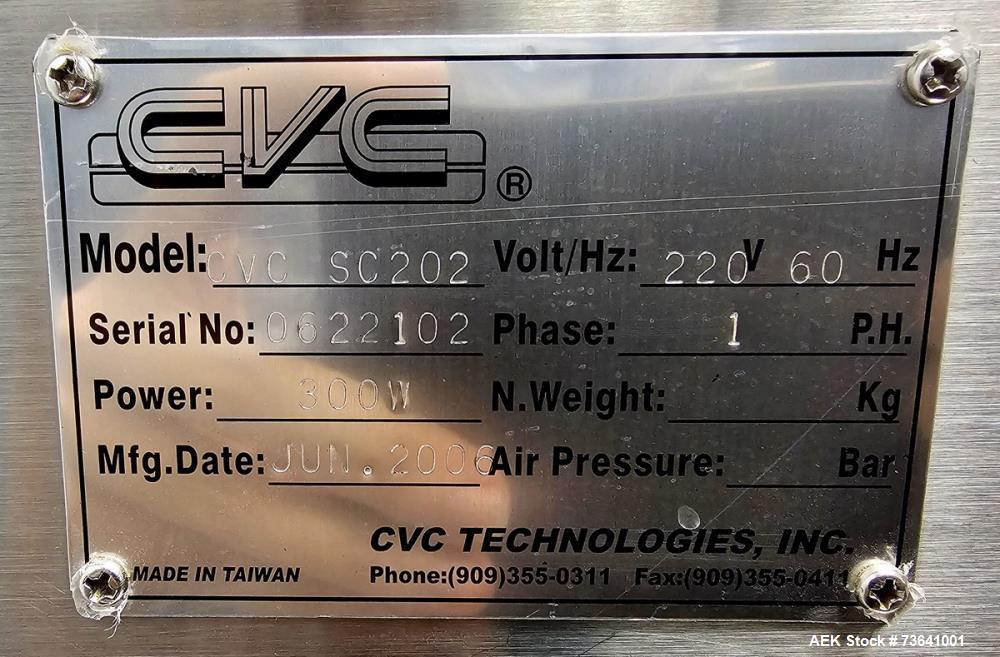 CVC ®
Model: CVC SC202 Volt/Hz: 220 V 60 Hz
Serial No: 0622102 Phase: 1 P.H.
Power: 300W N.Weight: Kg
Mfg.Date: JUN.2006 Air Pressure: Bar
CVC TECHNOLOGIES, INC.
MADE IN TAIWAN Phone:(909)355-0311 Fax:(909)355-0411
AEK Stock # 73641001